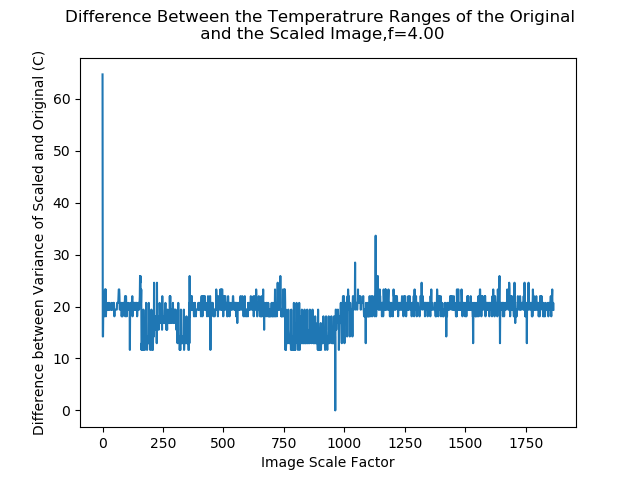 Difference Between the Temperatrure Ranges of the Original
and the Scaled Image,f=4.00
Difference between Variance of Scaled and Original (C)
60
50
40
30
20
10
0
0 250 500 750 1000 1250 1500 1750
Image Scale Factor